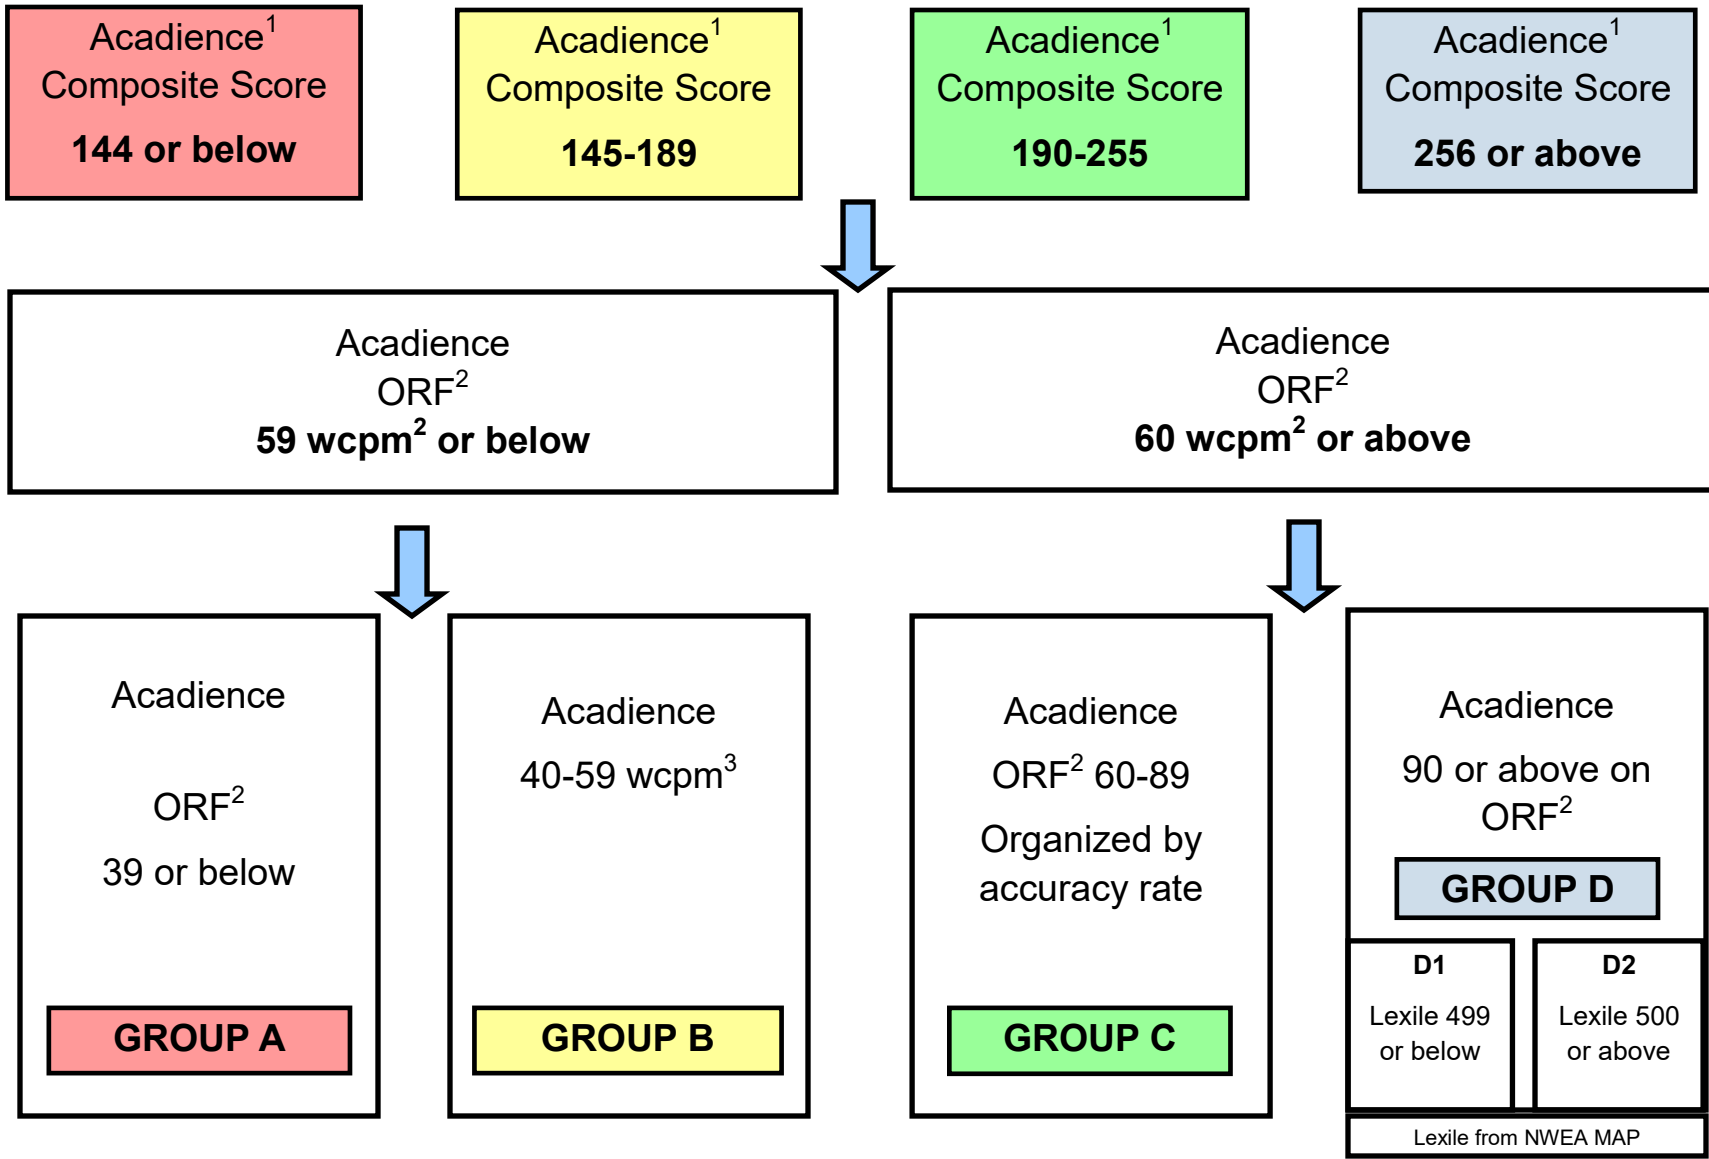 Acadience¹
Composite Score
144 or below
Acadience¹
Composite Score
145-189
Acadience¹
Composite Score
190-255
Acadience¹
Composite Score
256 or above
Acadience
ORF²
59 wcpm² or below
Acadience
ORF²
60 wcpm² or above
Acadience
ORF²
39 or below
GROUP A
Acadience
40-59 wcpm³
GROUP B
Acadience
ORF² 60-89
Organized by
accuracy rate
GROUP C
Acadience
90 or above on
ORF²
GROUP D
D1
Lexile 499
or below
D2
Lexile 500
or above
Lexile from NWEA MAP